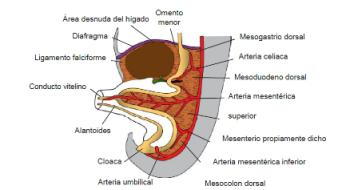 Área desnuda del hígado
Omento
menor
Diafragma
Mesogastrio dorsal
Ligamento falciforme
Arteria celiaca
Mesoduodeno dorsal
Conducto vitelino
Arteria mesentérica
superior
Alantoides
Mesenterio propiamente dicho
Cloaca
Arteria mesentérica inferior
Arteria umbilical
Mesocolon dorsal